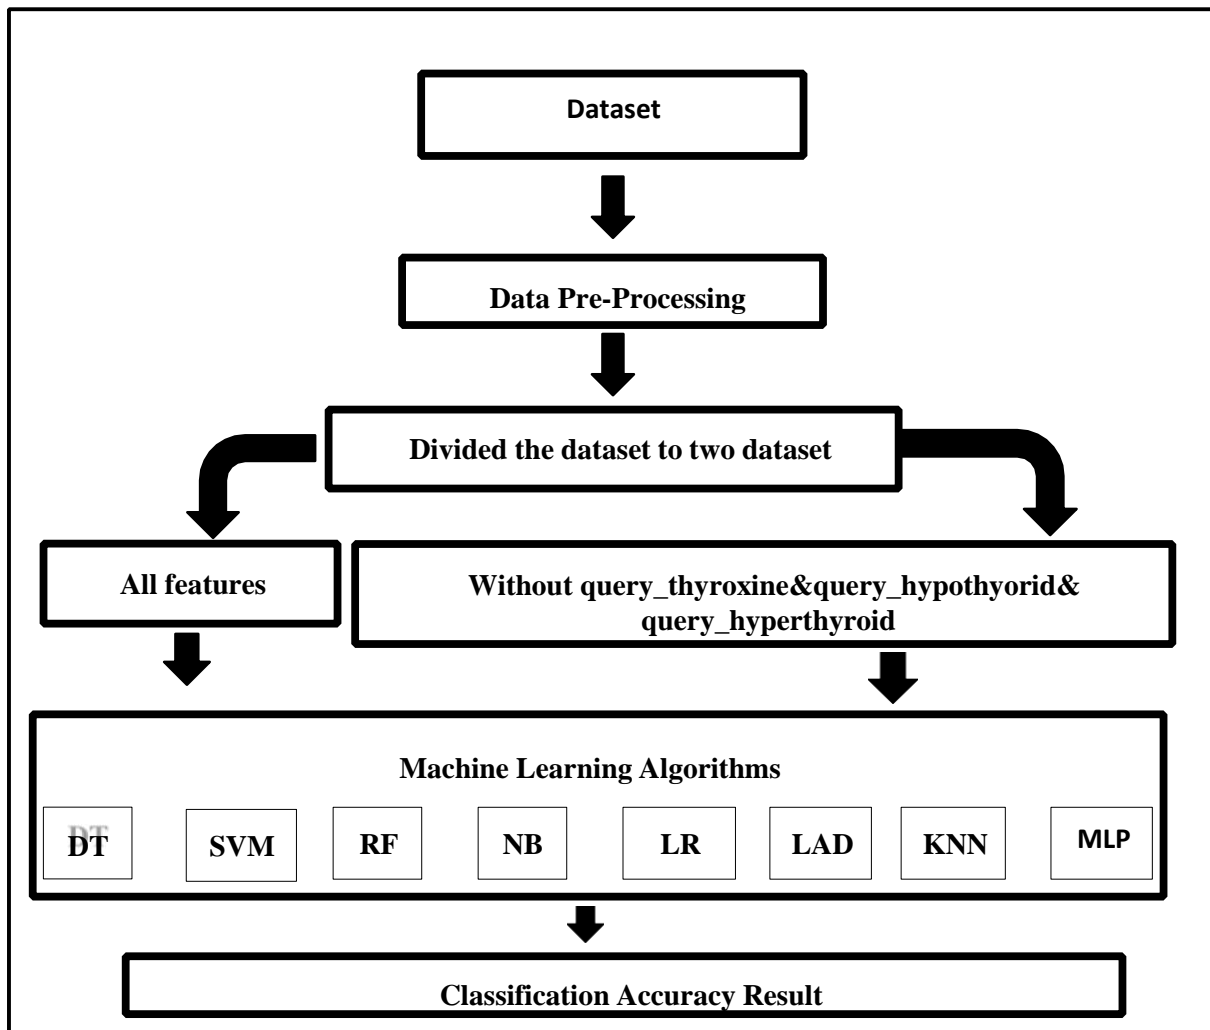 Dataset
Data Pre-Processing
Divided the dataset to two dataset
All features
Without query_thyroxine&query_hypothyorid&
query_hyperthyroid
Machine Learning Algorithms
DT SVM RF NB LR LAD KNN MLP
Classification Accuracy Result